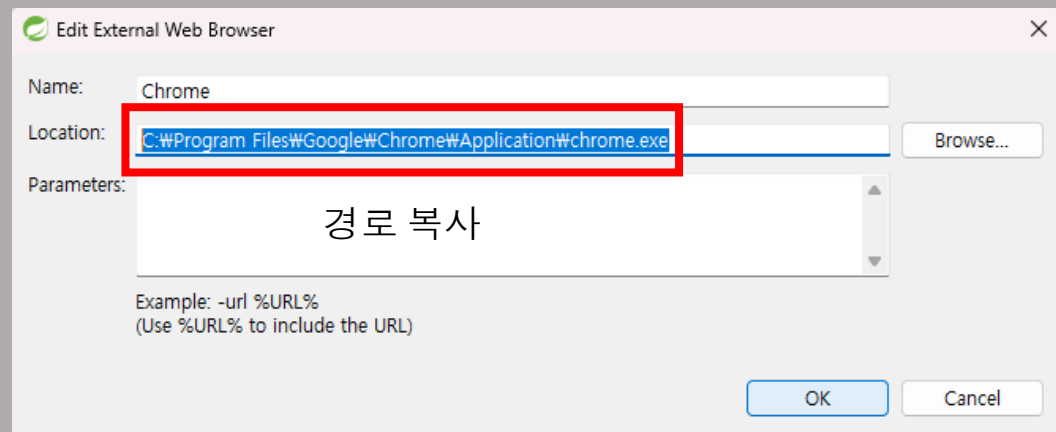 Edit External Web Browser
Name: Chrome
Location: C:₩Program Files₩Google₩Chrome₩Application₩chrome.exe Browse...
Parameters:
경로 복사
Example: -url %URL%
(Use %URL% to include the URL)
OK Cancel